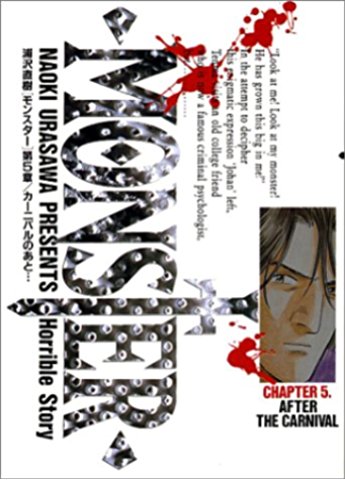 "Look at me! Look at my monster!
He has grown this big in me!"
In the attempt to decipher
this enigmatic expression 'Johan' left,
Tenma visits an old college friend
who is now a famous criminal psychologist.
MONSTER
NAOKI URASAWA PRESENTS Horrible Story
浦沢直樹[モンスター]第5章/カーニバルのあと…
CHAPTER 5.
AFTER
THE CARNIVAL